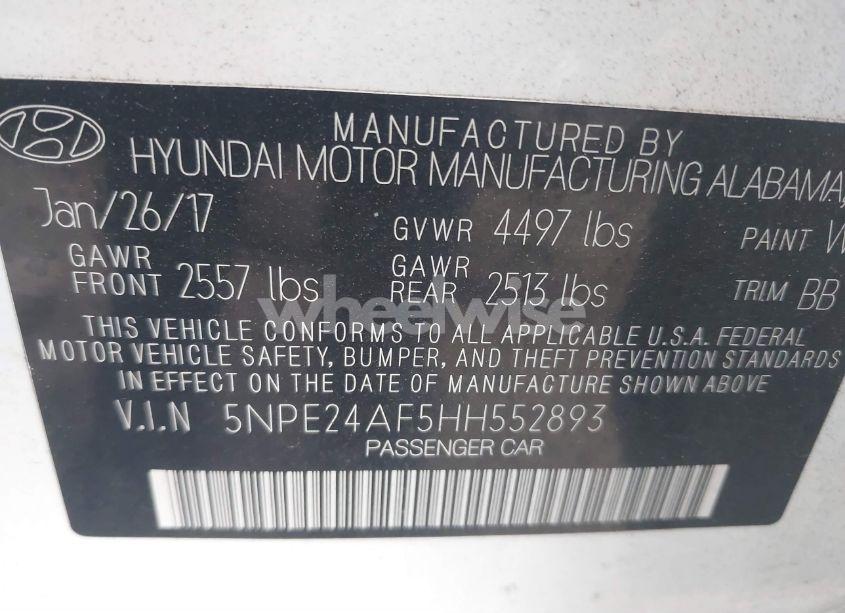 MANUFACTURED BY
HYUNDAI MOTOR MANUFACTURING ALABAMA,
Jan/26/17 GVWR 4497 lbs PAINT W
GAWR FRONT 2557 lbs GAWR REAR 2513 lbs TRIM BB
wheelwise
THIS VEHICLE CONFORMS TO ALL APPLICABLE U.S.A. FEDERAL
MOTOR VEHICLE SAFETY, BUMPER, AND THEFT PREVENTION STANDARDS
IN EFFECT ON THE DATE OF MANUFACTURE SHOWN ABOVE
V.I.N 5NPE24AF5HH552893
PASSENGER CAR